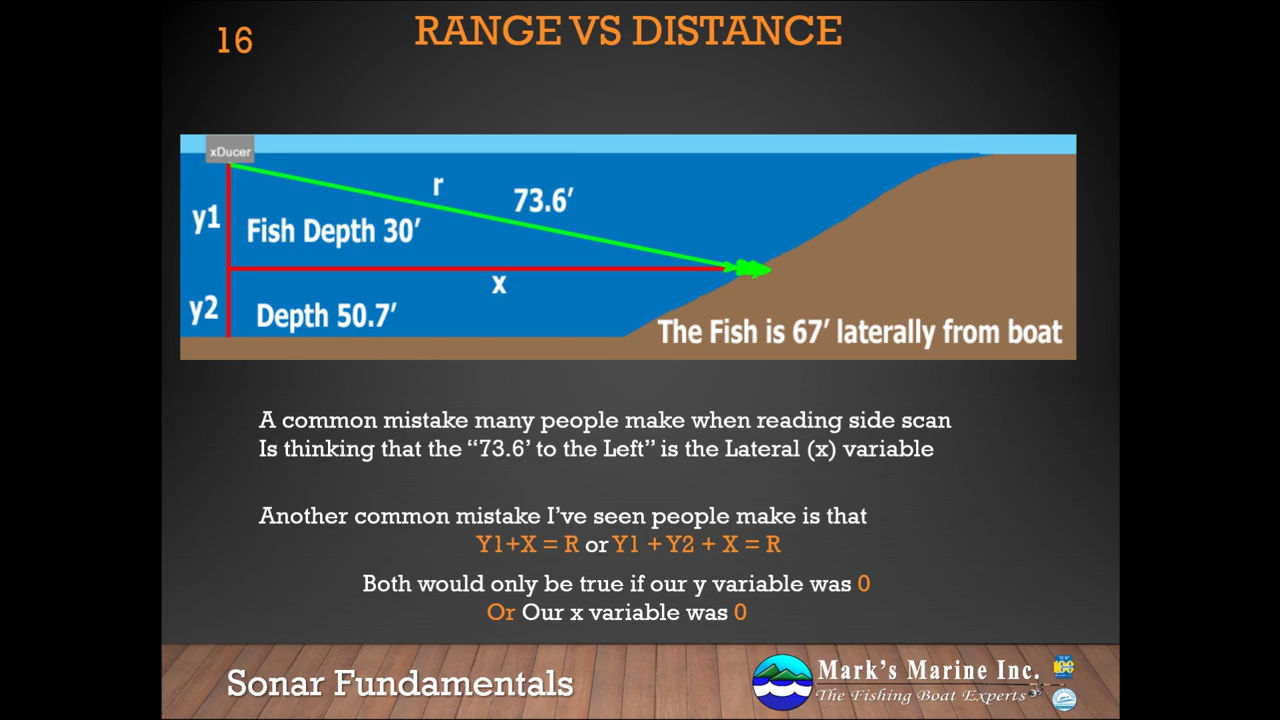 16
RANGE VS DISTANCE
xDucer
r
73.6'
y1
Fish Depth 30'
x
y2
Depth 50.7'
The Fish is 67' laterally from boat
A common mistake many people make when reading side scan
Is thinking that the “73.6’ to the Left” is the Lateral (x) variable
Another common mistake I’ve seen people make is that
Y1+X = R or Y1 + Y2 + X = R
Both would only be true if our y variable was 0
Or Our x variable was 0
Sonar Fundamentals
Mark's Marine Inc.
The Fishing Boat Experts